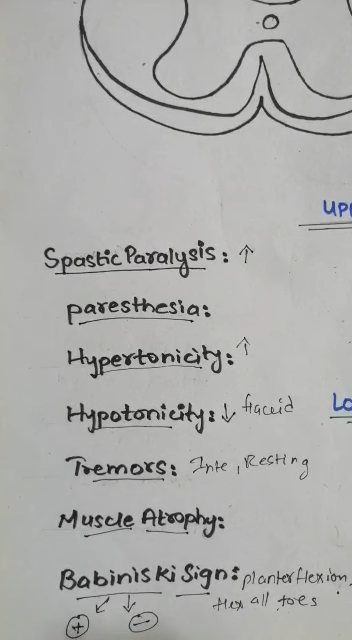 UPP
Spastic Paralysis: ↑
paresthesia:
Hypertonicity: ↑
Hypotonicity: ↓ flaccid
Lo
Tremors: Inte, Resting
Muscle Atrophy:
Babiniski Sign: planter flexion,
flex all toes
+ -